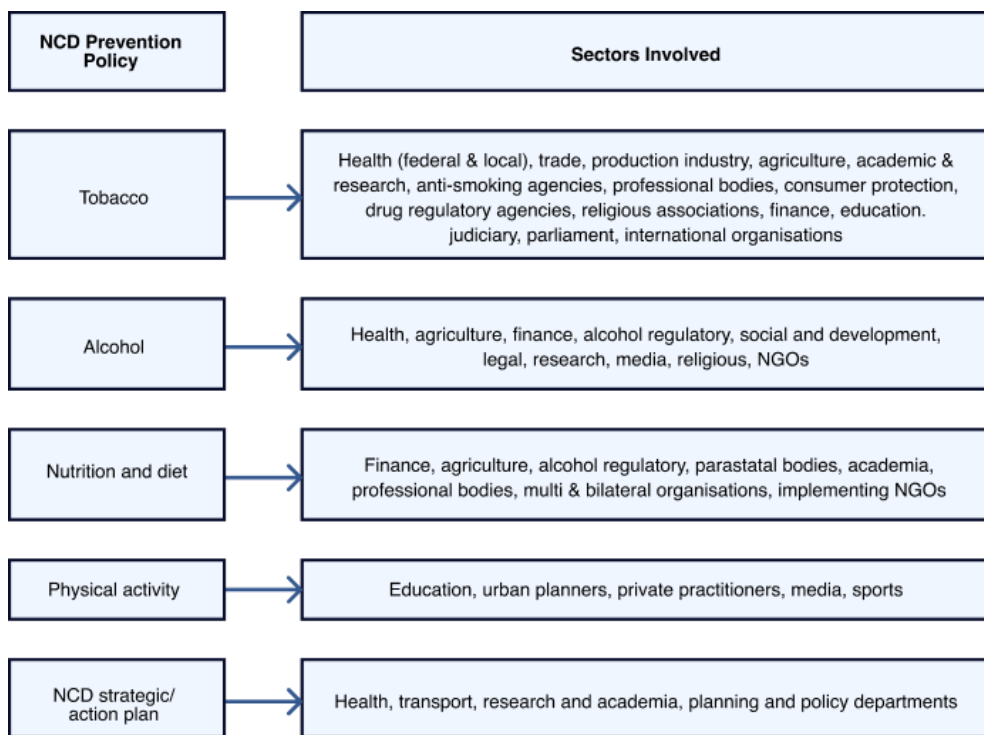 NCD Prevention
Policy
Sectors Involved
Tobacco
Health (federal & local), trade, production industry, agriculture, academic &
research, anti-smoking agencies, professional bodies, consumer protection,
drug regulatory agencies, religious associations, finance, education.
judiciary, parliament, international organisations
Alcohol
Health, agriculture, finance, alcohol regulatory, social and development,
legal, research, media, religious, NGOs
Nutrition and diet
Finance, agriculture, alcohol regulatory, parastatal bodies, academia,
professional bodies, multi & bilateral organisations, implementing NGOs
Physical activity
Education, urban planners, private practitioners, media, sports
NCD strategic/
action plan
Health, transport, research and academia, planning and policy departments